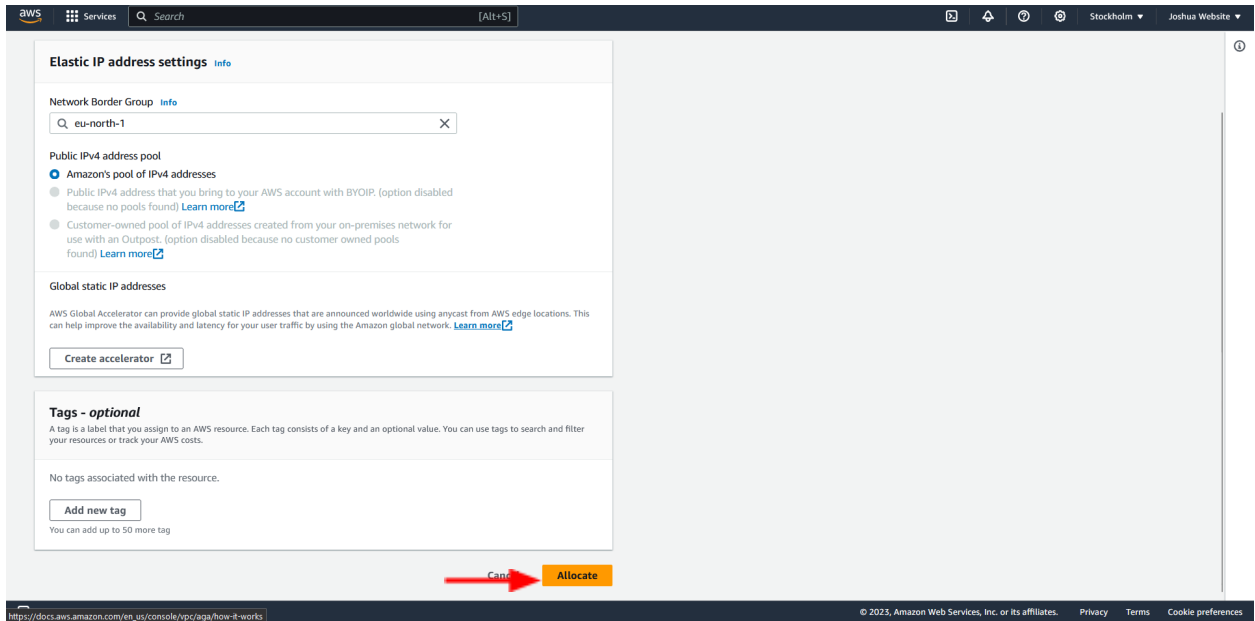 aws Services Search [Alt+S] Stockholm ▼ Joshua Website ▼
Elastic IP address settings Info
Network Border Group Info
eu-north-1
Public IPv4 address pool
Amazon's pool of IPv4 addresses
Public IPv4 address that you bring to your AWS account with BYOIP. (option disabled
because no pools found) Learn more
Customer-owned pool of IPv4 addresses created from your on-premises network for
use with an Outpost. (option disabled because no customer owned pools
found) Learn more
Global static IP addresses
AWS Global Accelerator can provide global static IP addresses that are announced worldwide using anycast from AWS edge locations. This
can help improve the availability and latency for your user traffic by using the Amazon global network. Learn more
Create accelerator
Tags - optional
A tag is a label that you assign to an AWS resource. Each tag consists of a key and an optional value. You can use tags to search and filter
your resources or track your AWS costs.
No tags associated with the resource.
Add new tag
You can add up to 50 more tag
Allocate
https://docs.aws.amazon.com/en_us/console/vpc/aga/how-it-works © 2023, Amazon Web Services, Inc. or its affiliates. Privacy Terms Cookie preferences